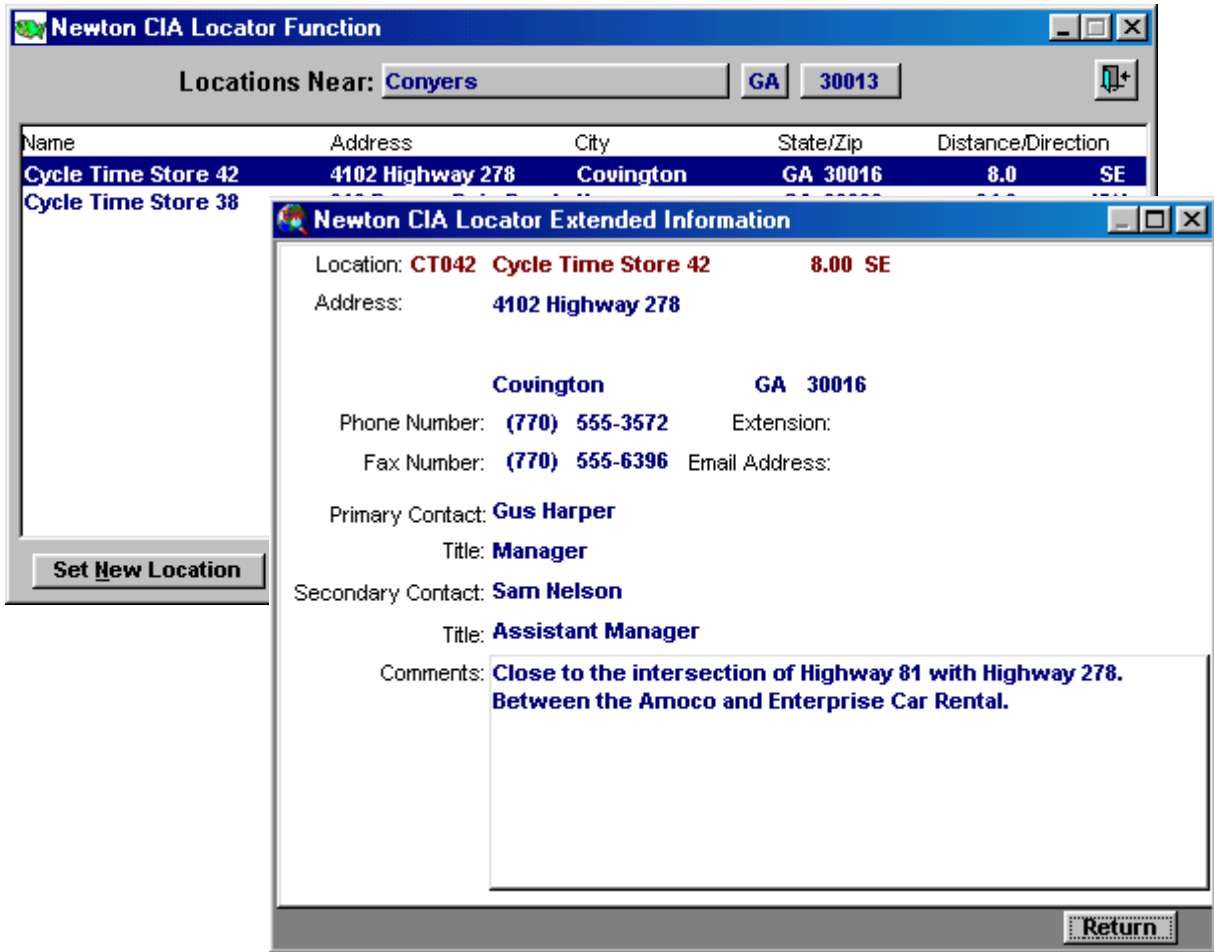 Newton CIA Locator Function
Locations Near: Conyers GA 30013
Name Address City State/Zip Distance/Direction
Cycle Time Store 42 4102 Highway 278 Covington GA 30016 8.0 SE
Cycle Time Store 38
Newton CIA Locator Extended Information
Location: CT042 Cycle Time Store 42 8.00 SE
Address: 4102 Highway 278
Covington GA 30016
Phone Number: (770) 555-3572 Extension:
Fax Number: (770) 555-6396 Email Address:
Primary Contact: Gus Harper
Title: Manager
Secondary Contact: Sam Nelson
Title: Assistant Manager
Comments: Close to the intersection of Highway 81 with Highway 278.
Between the Amoco and Enterprise Car Rental.
Set New Location
Return